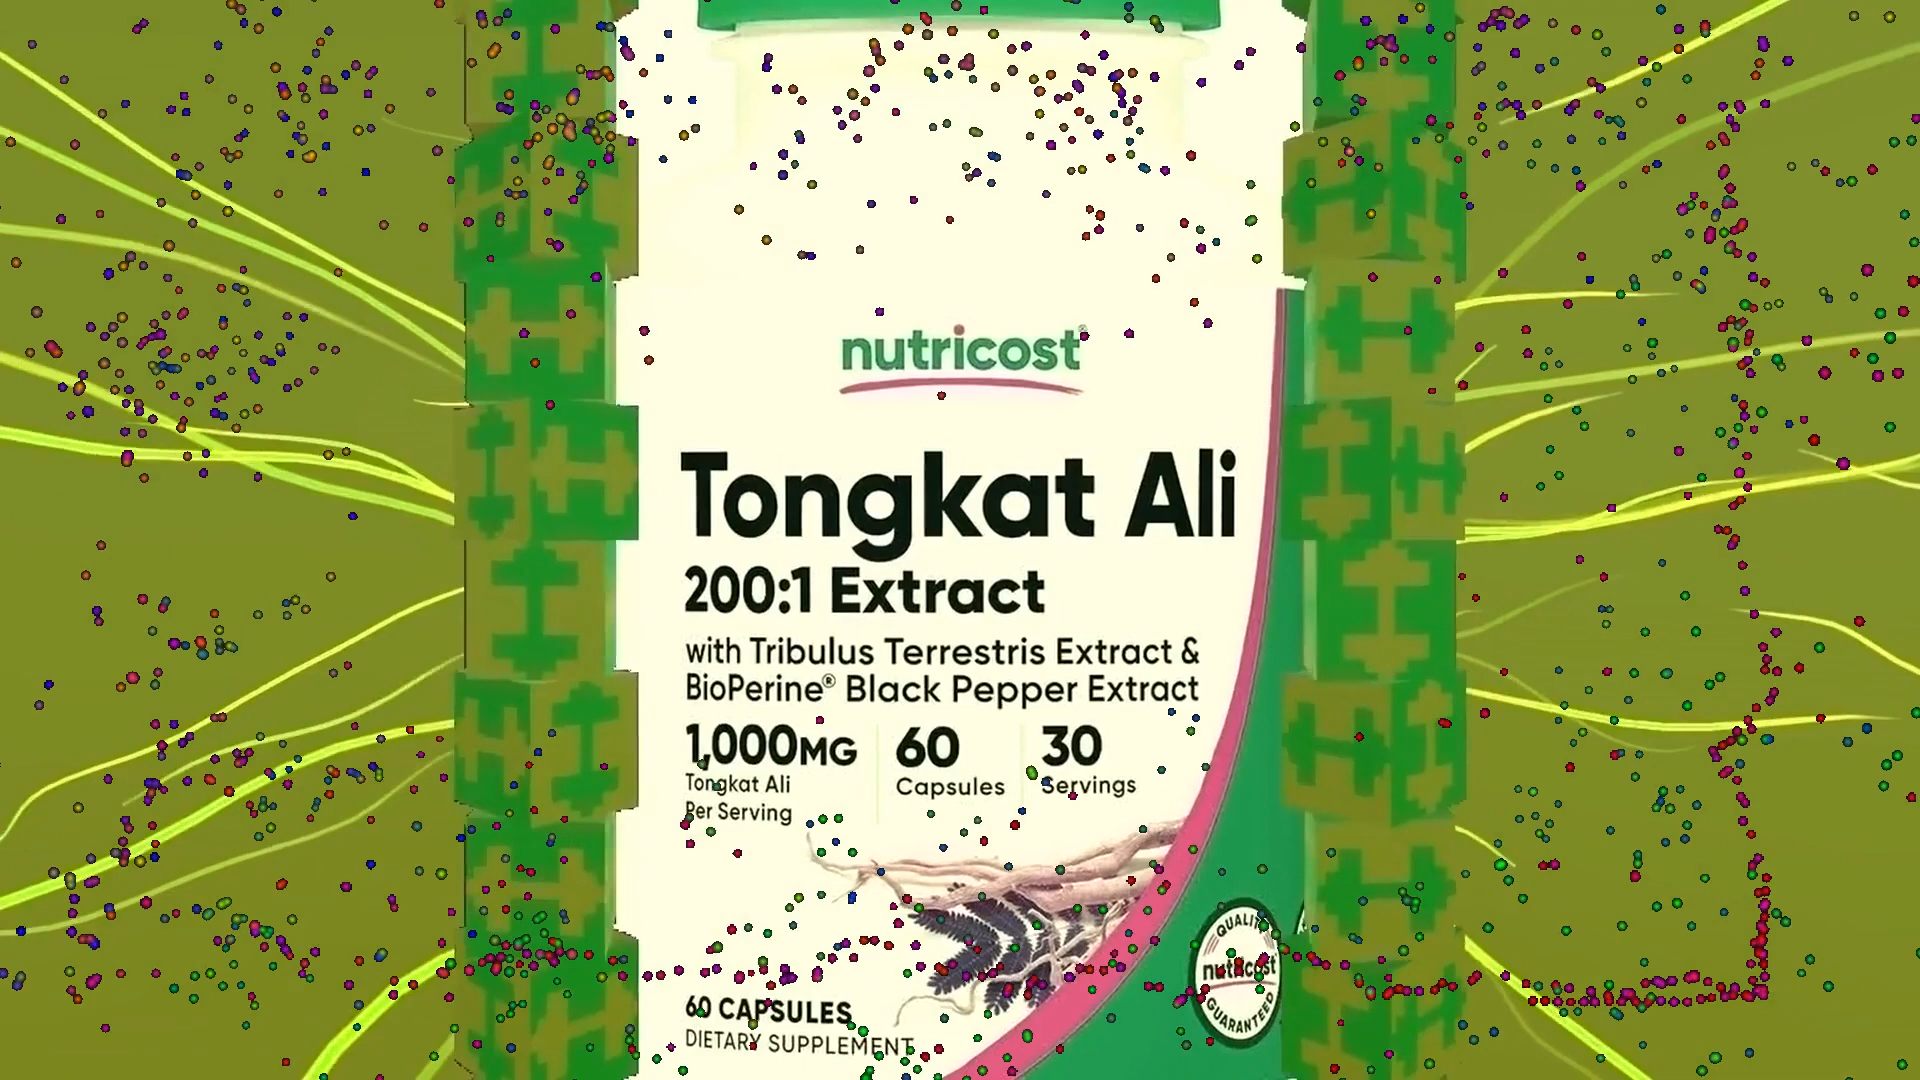 nutricost®
Tongkat Ali
200:1 Extract
with Tribulus Terrestris Extract &
BioPerine® Black Pepper Extract
1,000MG
Tongkat Ali
Per Serving
60
Capsules
30
Servings
60 CAPSULES
DIETARY SUPPLEMENT
QUALITY
nutricost
GUARANTEED